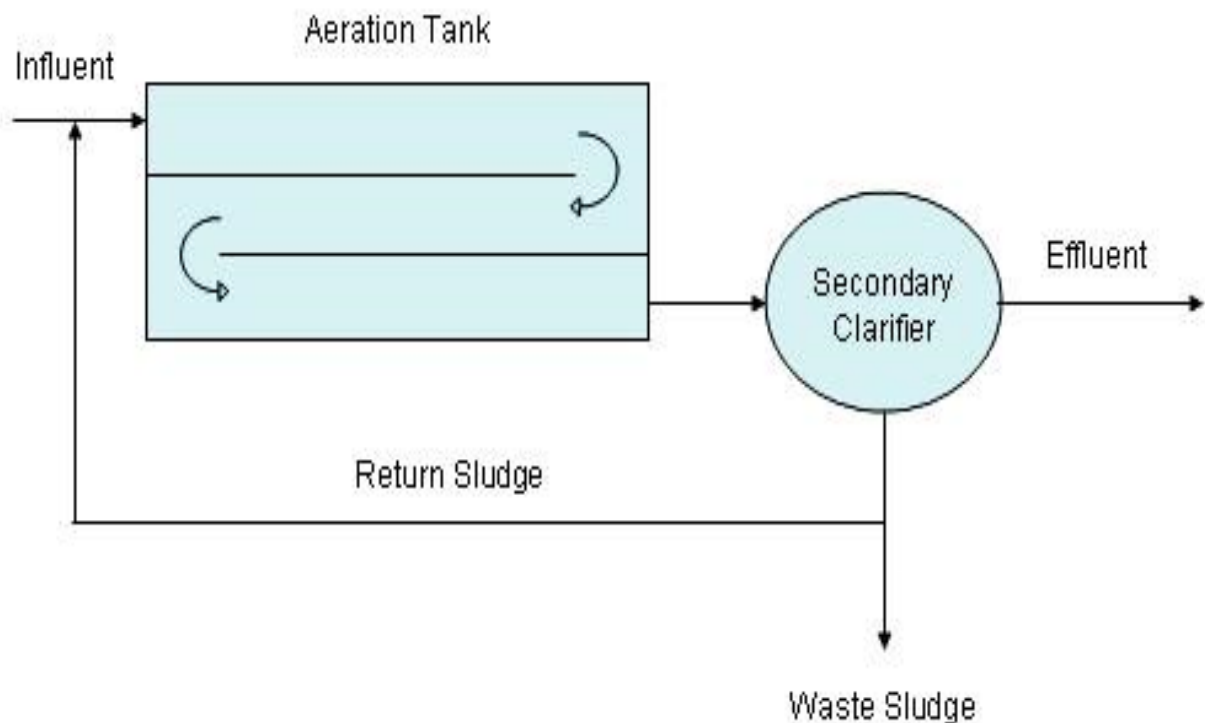 Aeration Tank
Influent
Effluent
Secondary
Clarifier
Return Sludge
Waste Sludge